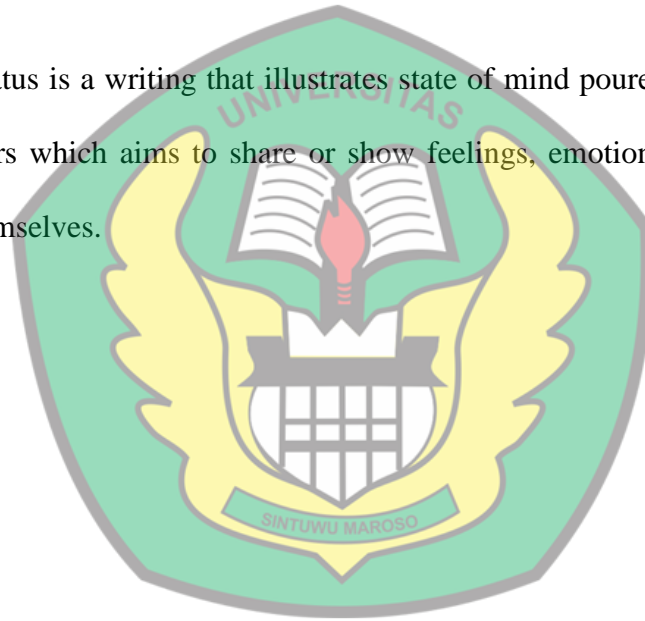 atus is a writing that illustrates state of mind poure
rs which aims to share or show feelings, emotion
mselves.
UNIVERSITAS
SINTUWU MAROSO